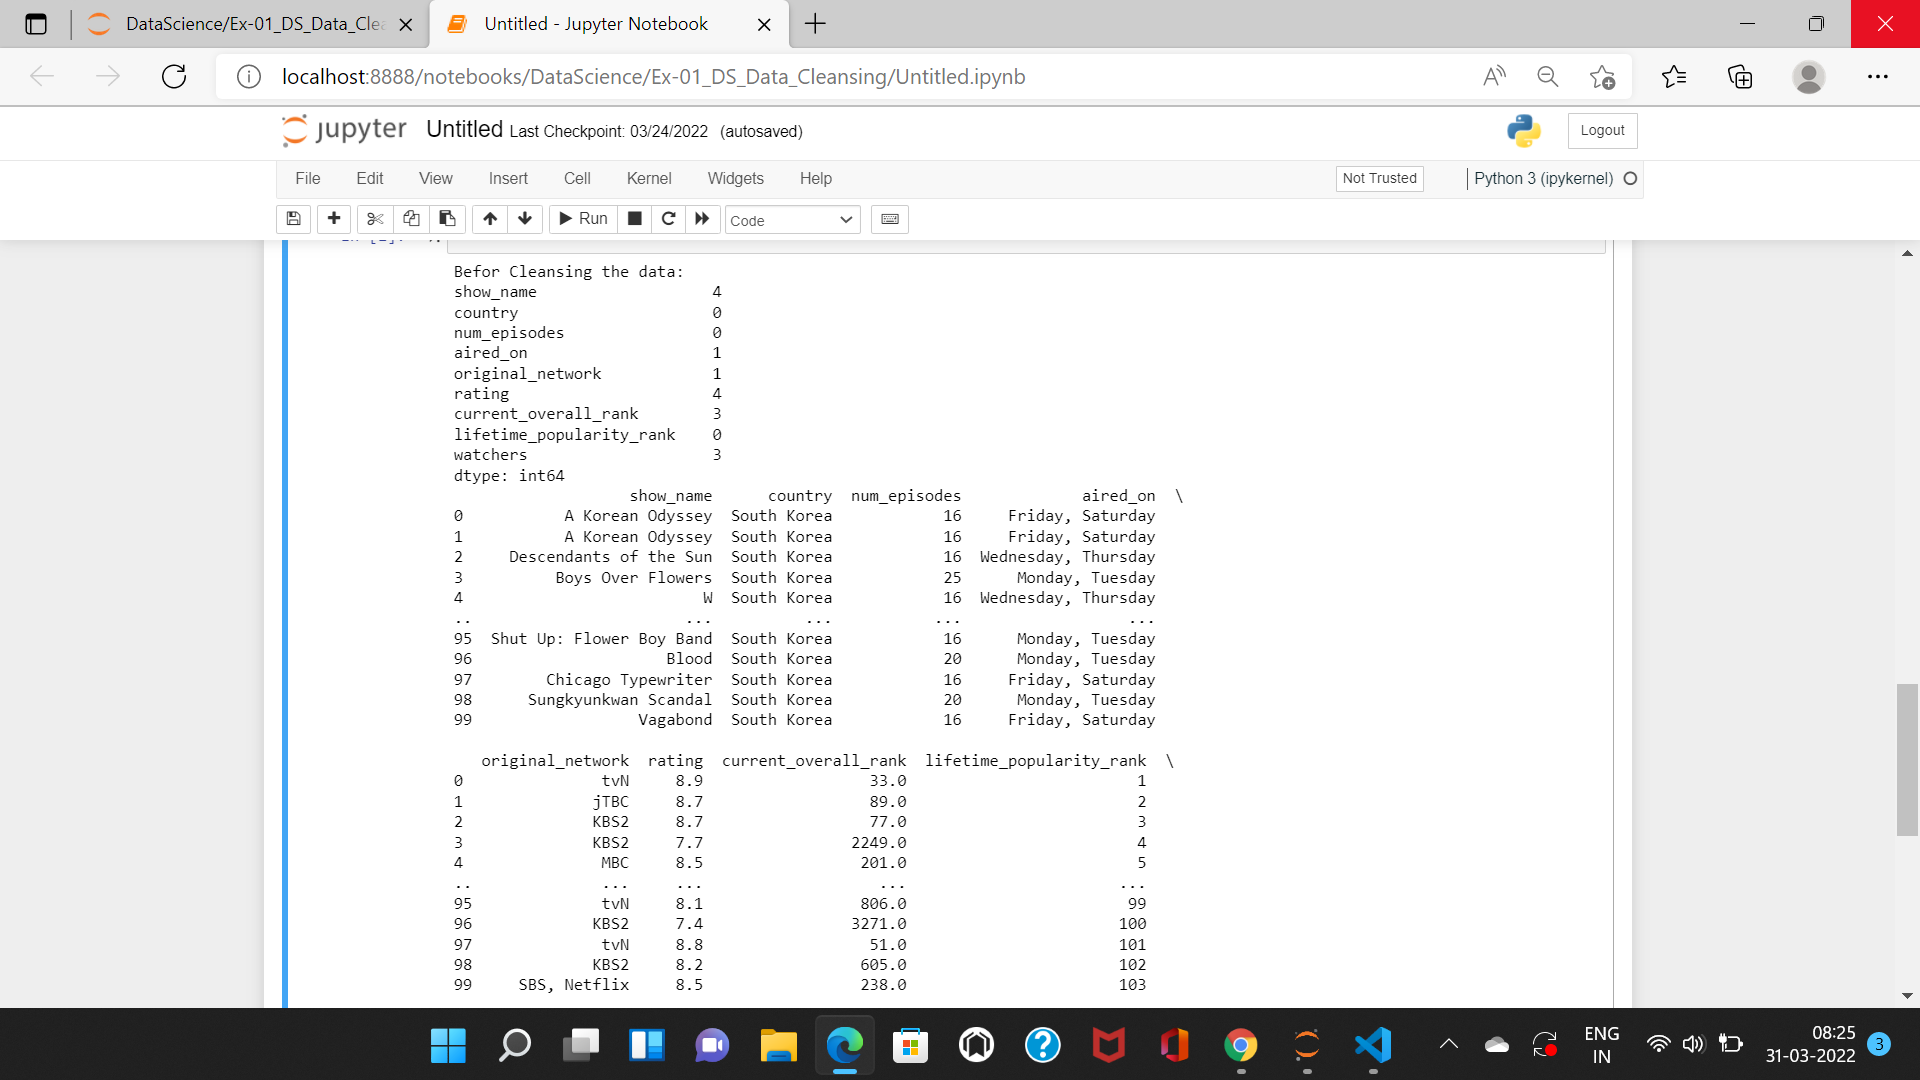 DataScience/Ex-01_DS_Data_Clea
Untitled - Jupyter Notebook
localhost:8888/notebooks/DataScience/Ex-01_DS_Data_Cleansing/Untitled.ipynb
jupyter Untitled Last Checkpoint: 03/24/2022 (autosaved)
Logout
File Edit View Insert Cell Kernel Widgets Help
Not Trusted
Python 3 (ipykernel)
Run
Code
Befor Cleansing the data:
show_name 4
country 0
num_episodes 0
aired_on 1
original_network 1
rating 4
current_overall_rank 3
lifetime_popularity_rank 0
watchers 3
dtype: int64
show_name country num_episodes aired_on \
0 A Korean Odyssey South Korea 16 Friday, Saturday
1 A Korean Odyssey South Korea 16 Friday, Saturday
2 Descendants of the Sun South Korea 16 Wednesday, Thursday
3 Boys Over Flowers South Korea 25 Monday, Tuesday
4 W South Korea 16 Wednesday, Thursday
.. ... ... ... ...
95 Shut Up: Flower Boy Band South Korea 16 Monday, Tuesday
96 Blood South Korea 20 Monday, Tuesday
97 Chicago Typewriter South Korea 16 Friday, Saturday
98 Sungkyunkwan Scandal South Korea 20 Monday, Tuesday
99 Vagabond South Korea 16 Friday, Saturday
original_network rating current_overall_rank lifetime_popularity_rank \
0 tvN 8.9 33.0 1
1 jTBC 8.7 89.0 2
2 KBS2 8.7 77.0 3
3 KBS2 7.7 2249.0 4
4 MBC 8.5 201.0 5
.. ... ... ... ...
95 tvN 8.1 806.0 99
96 KBS2 7.4 3271.0 100
97 tvN 8.8 51.0 101
98 KBS2 8.2 605.0 102
99 SBS, Netflix 8.5 238.0 103
ENG
IN
08:25
31-03-2022
3